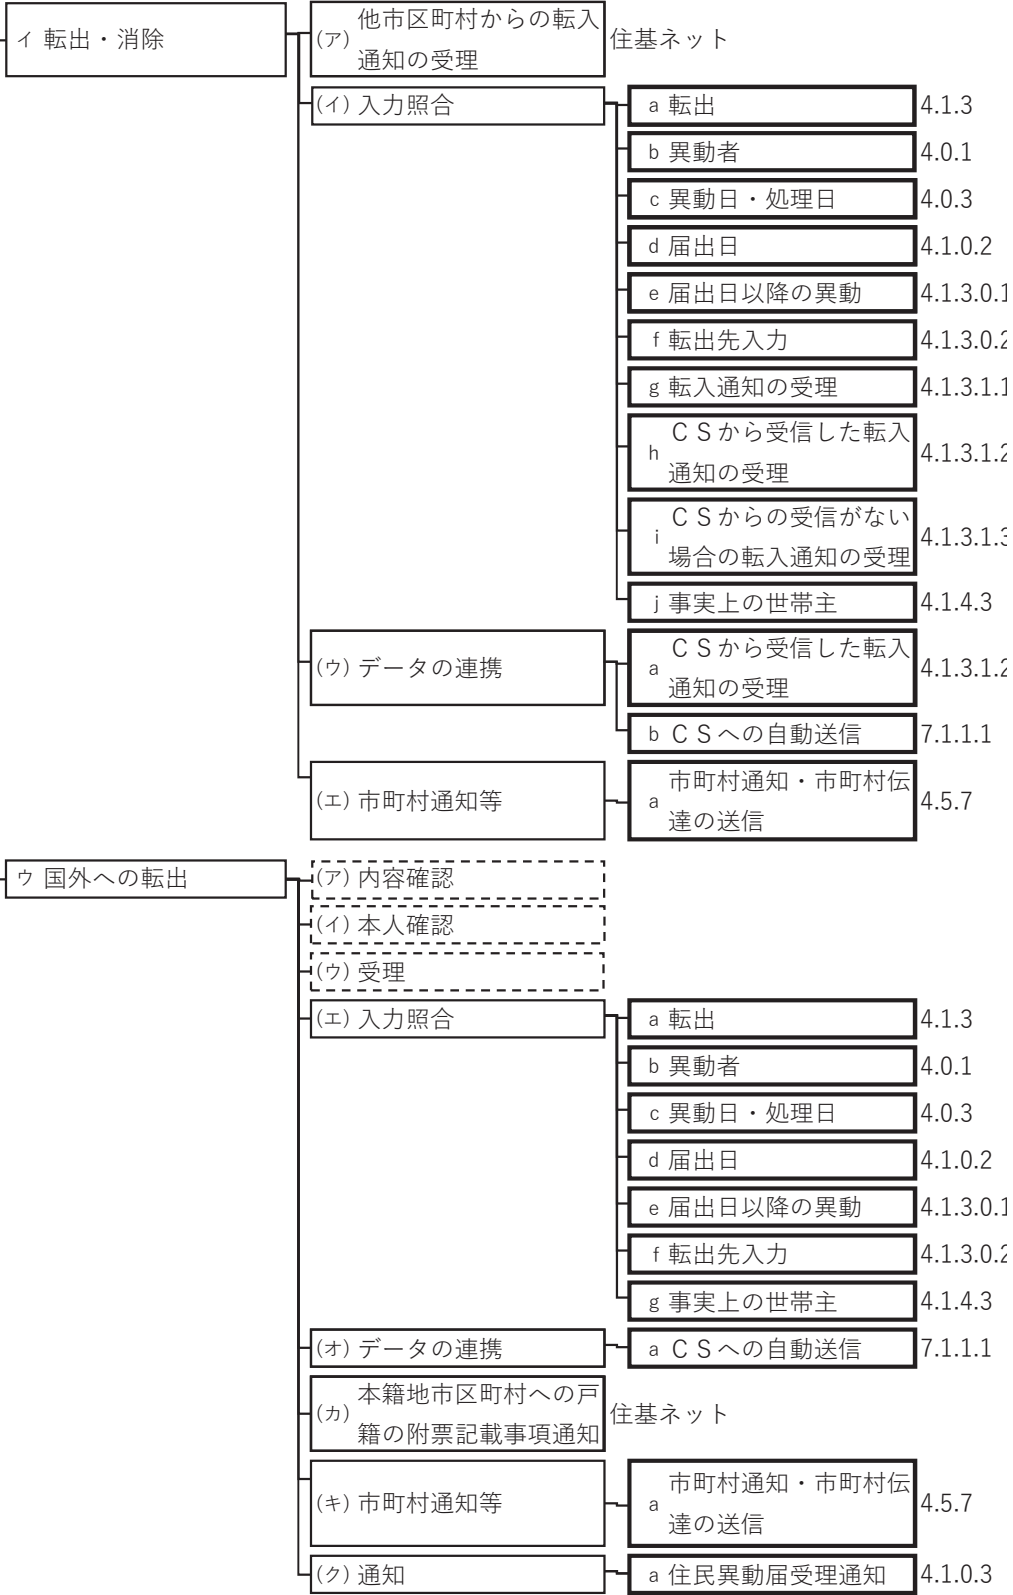 イ 転出・消除
(ア) 他市区町村からの転入
通知の受理
住基ネット
(イ) 入力照合
a 転出 4.1.3
b 異動者 4.0.1
c 異動日・処理日 4.0.3
d 届出日 4.1.0.2
e 届出日以降の異動 4.1.3.0.1
f 転出先入力 4.1.3.0.2
g 転入通知の受理 4.1.3.1.1
h ＣＳから受信した転入
通知の受理
4.1.3.1.2
i ＣＳからの受信がない
場合の転入通知の受理
4.1.3.1.3
j 事実上の世帯主 4.1.4.3
(ウ) データの連携
a ＣＳから受信した転入
通知の受理
4.1.3.1.2
b ＣＳへの自動送信 7.1.1.1
(エ) 市町村通知等
a 市町村通知・市町村伝
達の送信
4.5.7
ウ 国外への転出
(ア) 内容確認
(イ) 本人確認
(ウ) 受理
(エ) 入力照合
a 転出 4.1.3
b 異動者 4.0.1
c 異動日・処理日 4.0.3
d 届出日 4.1.0.2
e 届出日以降の異動 4.1.3.0.1
f 転出先入力 4.1.3.0.2
g 事実上の世帯主 4.1.4.3
(オ) データの連携
a ＣＳへの自動送信 7.1.1.1
(カ) 本籍地市区町村への戸
籍の附票記載事項通知
住基ネット
(キ) 市町村通知等
a 市町村通知・市町村伝
達の送信
4.5.7
(ク) 通知
a 住民異動届受理通知 4.1.0.3